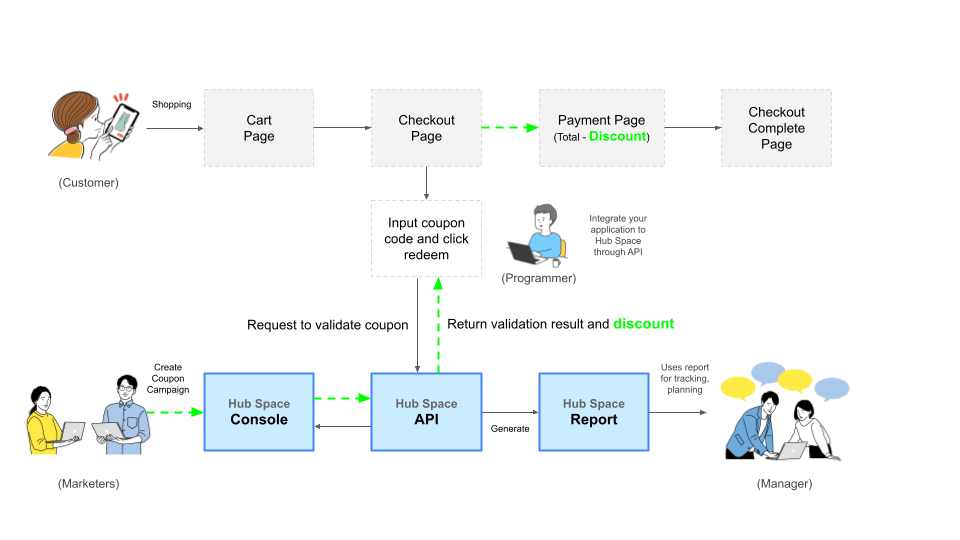 Shopping
Cart
Page
Checkout
Page
Payment Page
(Total - Discount)
Checkout
Complete
Page
(Customer)
Input coupon
code and click
redeem
Integrate your
application to
Hub Space
through API
(Programmer)
Request to validate coupon
Return validation result and discount
Create
Coupon
Campaign
Hub Space
Console
Hub Space
API
Generate
Hub Space
Report
Uses report
for tracking,
planning
(Marketers)
(Manager)